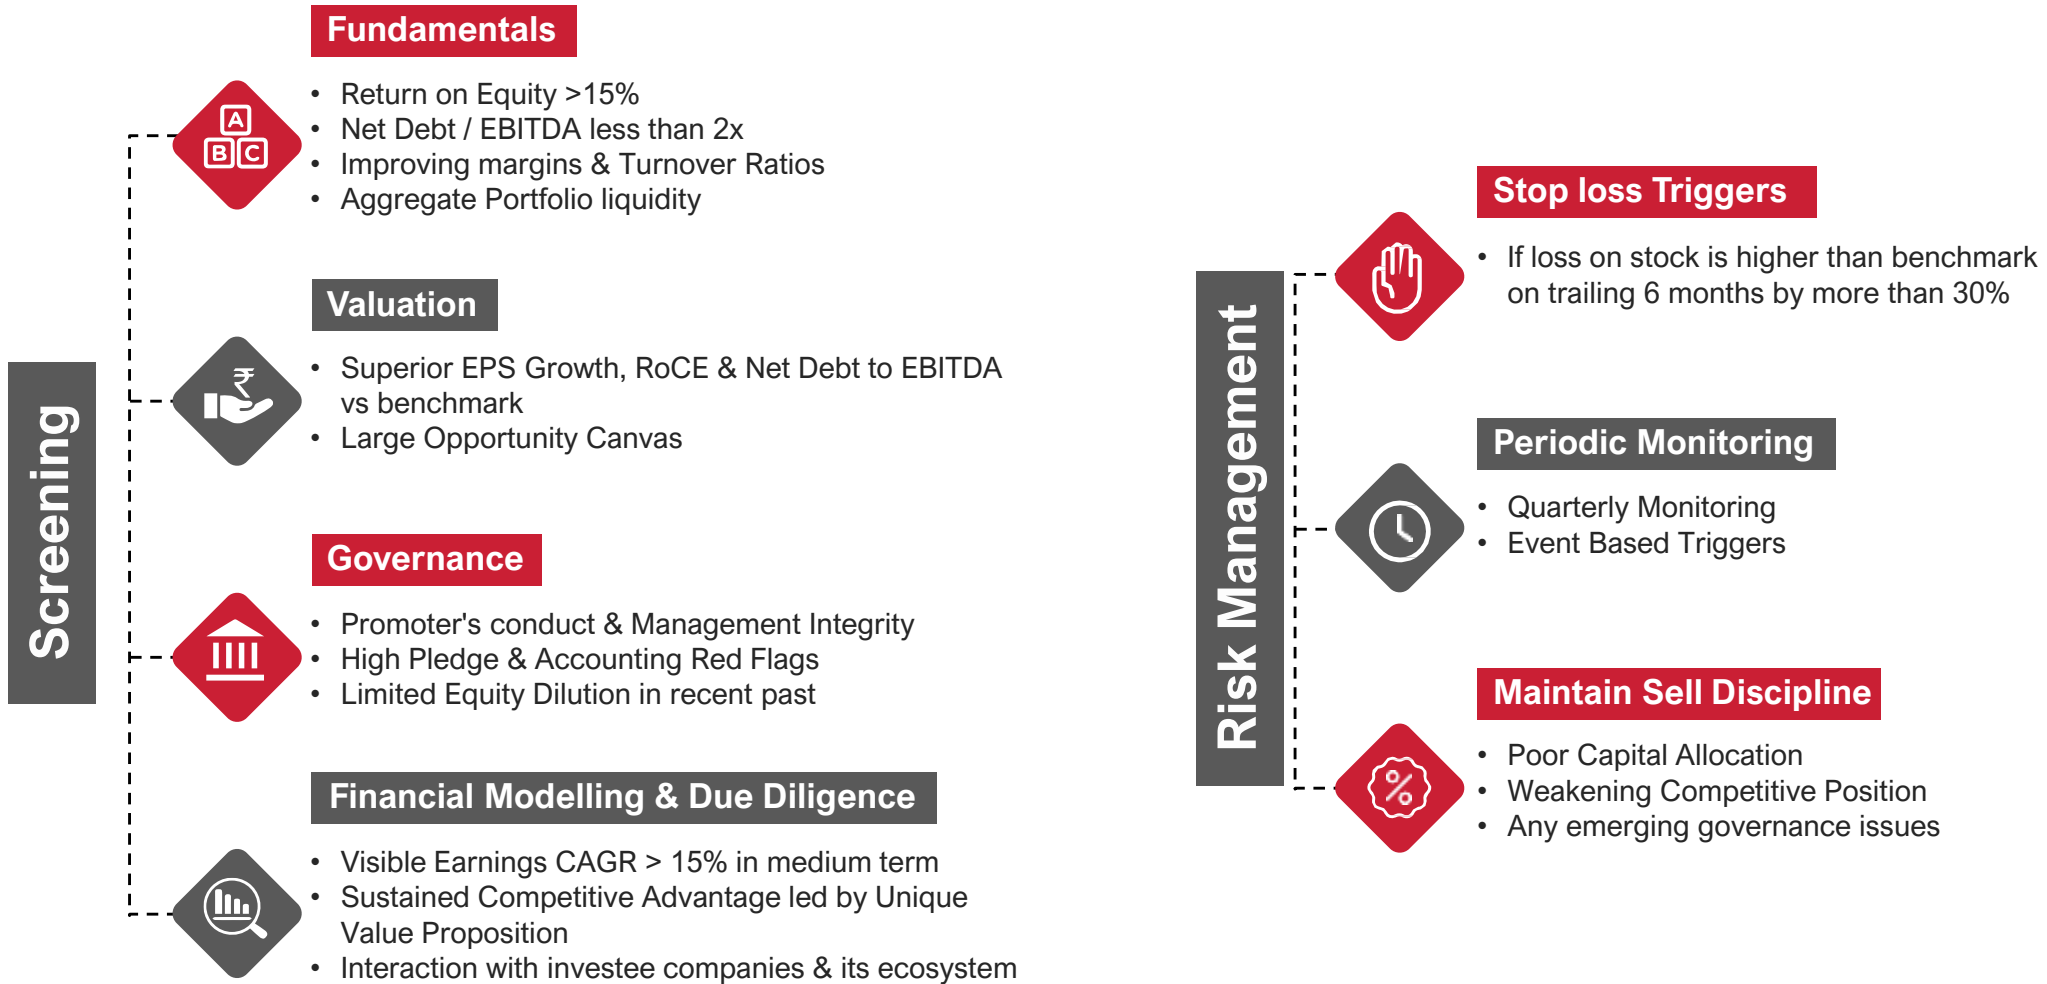 Screening
Fundamentals
A
B C
• Return on Equity >15%
• Net Debt / EBITDA less than 2x
• Improving margins & Turnover Ratios
• Aggregate Portfolio liquidity
Valuation
₹
• Superior EPS Growth, RoCE & Net Debt to EBITDA
vs benchmark
• Large Opportunity Canvas
Governance
• Promoter's conduct & Management Integrity
• High Pledge & Accounting Red Flags
• Limited Equity Dilution in recent past
Financial Modelling & Due Diligence
• Visible Earnings CAGR > 15% in medium term
• Sustained Competitive Advantage led by Unique
Value Proposition
• Interaction with investee companies & its ecosystem
Risk Management
Stop loss Triggers
• If loss on stock is higher than benchmark
on trailing 6 months by more than 30%
Periodic Monitoring
• Quarterly Monitoring
• Event Based Triggers
Maintain Sell Discipline
%
• Poor Capital Allocation
• Weakening Competitive Position
• Any emerging governance issues